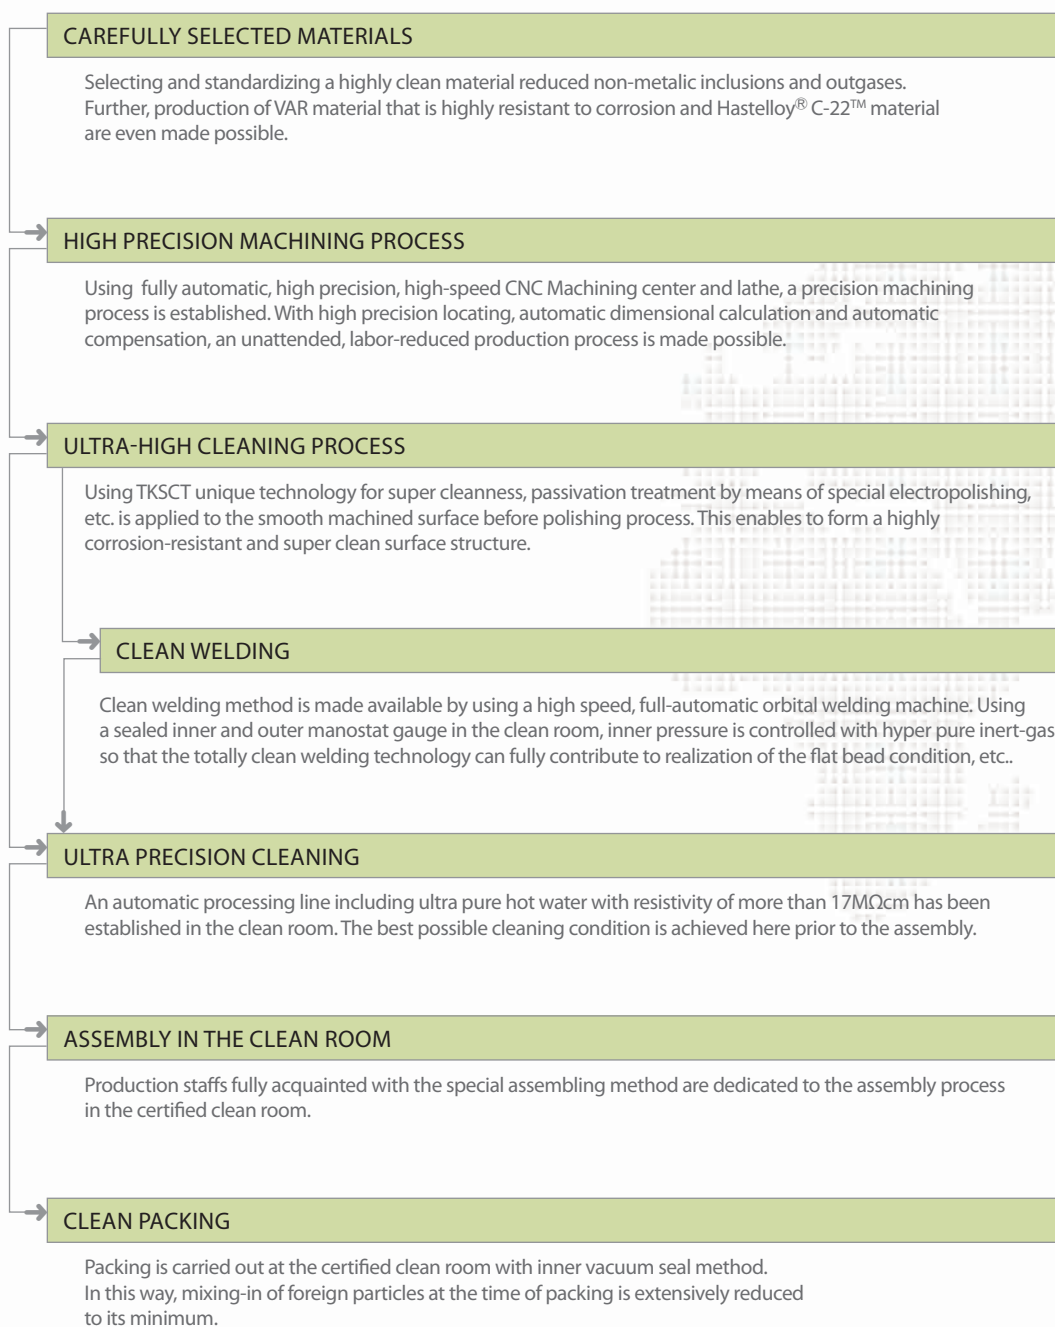 CAREFULLY SELECTED MATERIALS
Selecting and standardizing a highly clean material reduced non-metalic inclusions and outgases.
Further, production of VAR material that is highly resistant to corrosion and Hastelloy® C-22™ material
are even made possible.
HIGH PRECISION MACHINING PROCESS
Using fully automatic, high precision, high-speed CNC Machining center and lathe, a precision machining
process is established. With high precision locating, automatic dimensional calculation and automatic
compensation, an unattended, labor-reduced production process is made possible.
ULTRA-HIGH CLEANING PROCESS
Using TKSCT unique technology for super cleanness, passivation treatment by means of special electropolishing,
etc. is applied to the smooth machined surface before polishing process. This enables to form a highly
corrosion-resistant and super clean surface structure.
CLEAN WELDING
Clean welding method is made available by using a high speed, full-automatic orbital welding machine. Using
a sealed inner and outer manostat gauge in the clean room, inner pressure is controlled with hyper pure inert-gas
so that the totally clean welding technology can fully contribute to realization of the flat bead condition, etc..
ULTRA PRECISION CLEANING
An automatic processing line including ultra pure hot water with resistivity of more than 17MΩcm has been
established in the clean room. The best possible cleaning condition is achieved here prior to the assembly.
ASSEMBLY IN THE CLEAN ROOM
Production staffs fully acquainted with the special assembling method are dedicated to the assembly process
in the certified clean room.
CLEAN PACKING
Packing is carried out at the certified clean room with inner vacuum seal method.
In this way, mixing-in of foreign particles at the time of packing is extensively reduced
to its minimum.